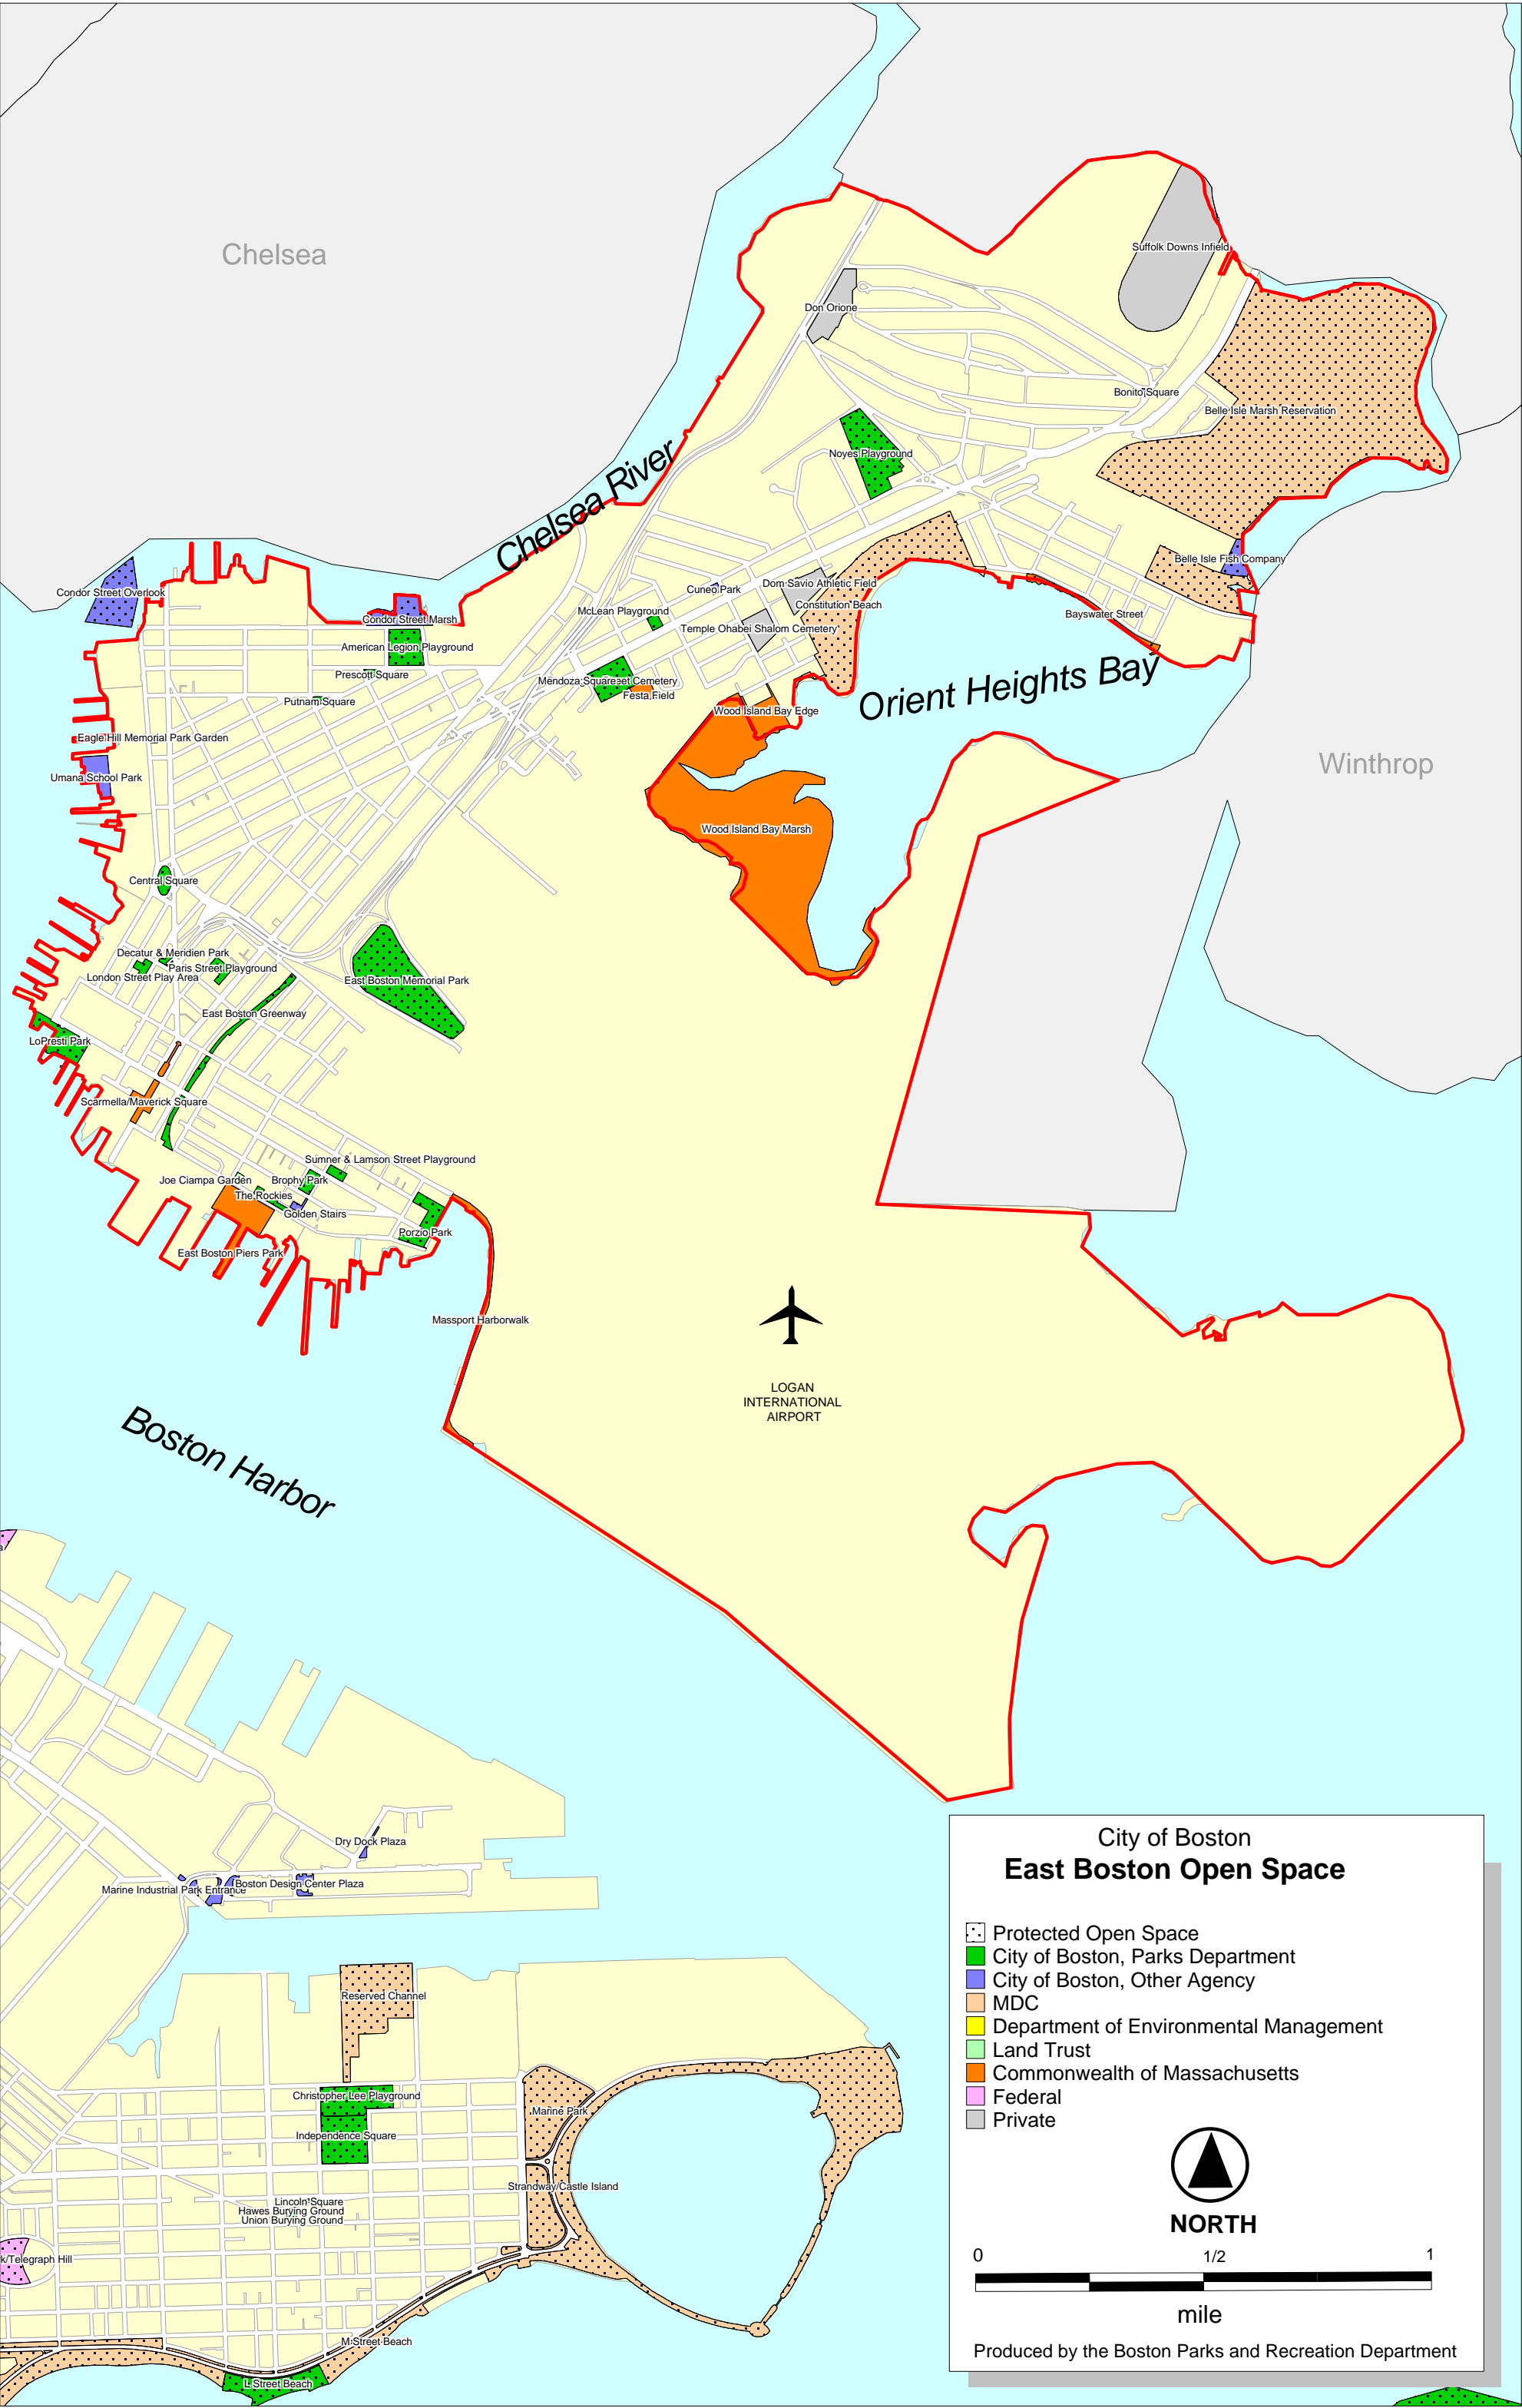 Chelsea
Suffolk Downs Infield
Don Orione
Bonito Square
Belle Isle Marsh Reservation
Noyes Playground
Chelsea River
Belle Isle Fish Company
Condor Street Overlook
Cuneo Park
Dom Savio Athletic Field
Constitution Beach
McLean Playground
Bayswater Street
Condor Street Marsh
Temple Ohabei Shalom Cemetery
American Legion Playground
Prescott Square
Mendoza Square
eet Cemetery
Festa Field
Orient Heights Bay
Putnam Square
Wood Island Bay Edge
Eagle Hill Memorial Park Garden
Winthrop
Umana School Park
Wood Island Bay Marsh
Central Square
Decatur & Meridien Park
Paris Street Playground
London Street Play Area
East Boston Memorial Park
East Boston Greenway
LoPresti Park
Scarmella/Maverick Square
Sumner & Lamson Street Playground
Joe Ciampa Garden
Brophy Park
The Rockies
Golden Stairs
Porzio Park
East Boston Piers Park
Massport Harborwalk
LOGAN
INTERNATIONAL
AIRPORT
Boston Harbor
Dry Dock Plaza
Marine Industrial Park Entrance
Boston Design Center Plaza
Reserved Channel
Christopher Lee Playground
Marine Park
Independence Square
Strandway/Castle Island
Lincoln Square
Hawes Burying Ground
Union Burying Ground
k/Telegraph Hill
M Street Beach
L Street Beach
City of Boston
East Boston Open Space
Protected Open Space
City of Boston, Parks Department
City of Boston, Other Agency
MDC
Department of Environmental Management
Land Trust
Commonwealth of Massachusetts
Federal
Private
NORTH
0 1/2 1
mile
Produced by the Boston Parks and Recreation Department